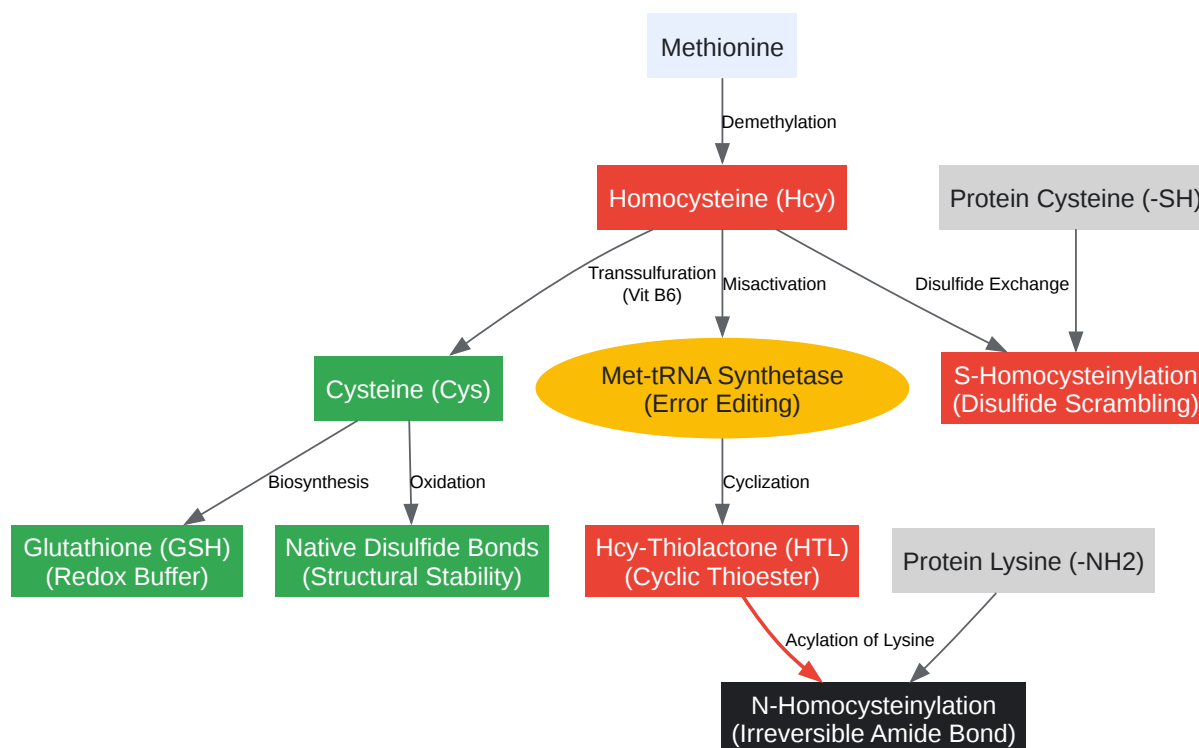 Methionine
Demethylation
Homocysteine (Hcy)
Protein Cysteine (-SH)
Transsulfuration
(Vit B6)
Misactivation
Disulfide Exchange
Cysteine (Cys)
Met-tRNA Synthetase
(Error Editing)
S-Homocysteinylation
(Disulfide Scrambling)
Biosynthesis
Oxidation
Cyclization
Glutathione (GSH)
(Redox Buffer)
Native Disulfide Bonds
(Structural Stability)
Hcy-Thiolactone (HTL)
(Cyclic Thioester)
Protein Lysine (-NH2)
Acylation of Lysine
N-Homocysteinylation
(Irreversible Amide Bond)